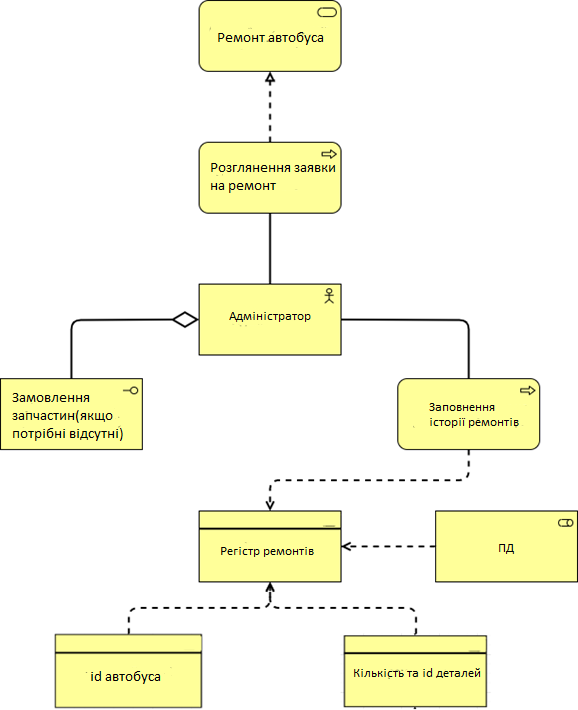 Ремонт автобуса
Розгляненння заявки
на ремонт
Адміністратор
Замовлення
запчастин(якщо
потрібні відсутні)
Заповнення
історії ремонтів
Регістр ремонтів
ПД
id автобуса
Кількість та id деталей